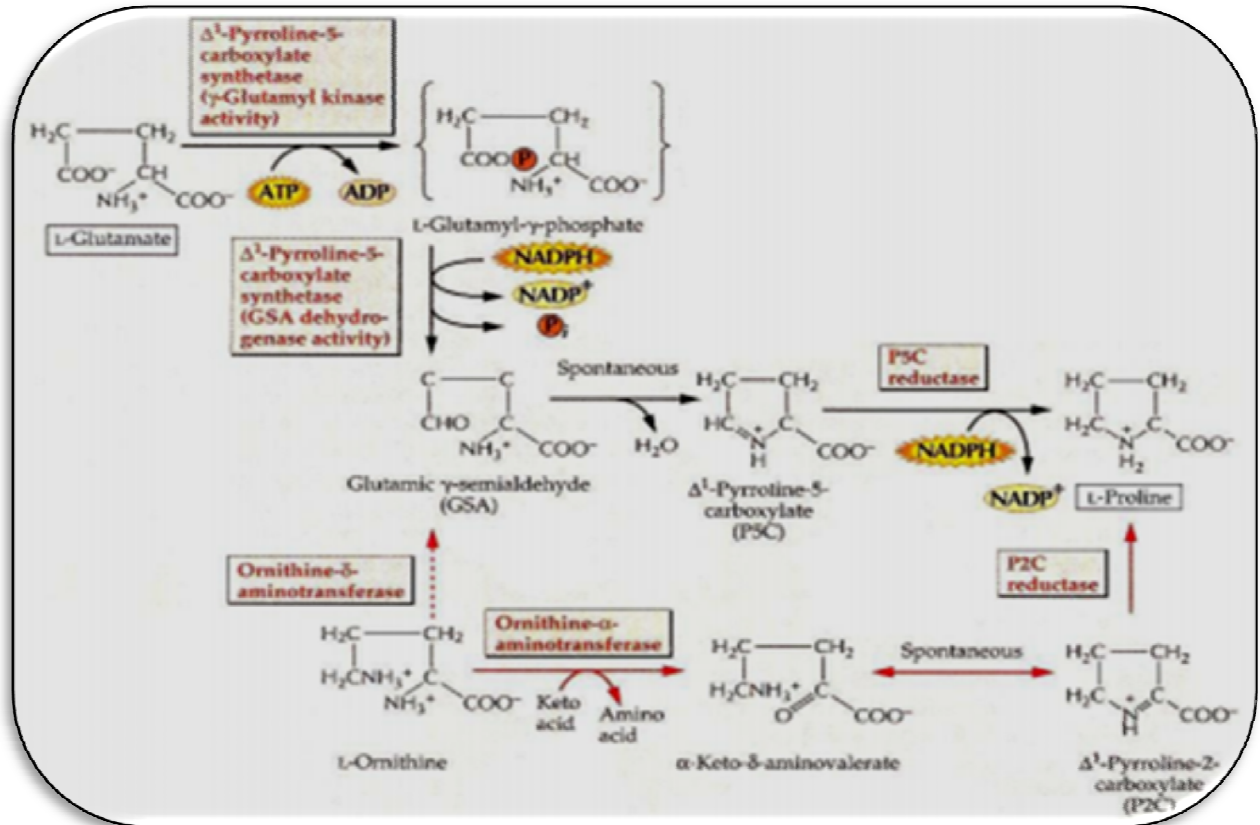 Δ¹-Pyrroline-5-
carboxylate
synthetase
(γ-Glutamyl kinase
activity)
H₂C
CH₂
COO⁻
CH
NH₃⁺
COO⁻
ATP
ADP
L-Glutamate
H₂C
CH₂
COO
P
CH
NH₃⁺
COO⁻
L-Glutamyl-γ-phosphate
Δ¹-Pyrroline-5-
carboxylate
synthetase
(GSA dehydro-
genase activity)
NADPH
NADP⁺
Pi
C
C
CHO
C
NH₃⁺
COO⁻
Glutamic γ-semialdehyde
(GSA)
Spontaneous
H₂O
H₂C
CH₂
HC
C
N
+
H
COO⁻
Δ¹-Pyrroline-5-
carboxylate
(P5C)
P5C
reductase
NADPH
NADP⁺
H₂C
CH₂
H₂C
C
N
+
H₂
COO⁻
L-Proline
Ornithine-δ-
aminotransferase
P2C
reductase
H₂C
CH₂
H₂CNH₃⁺
C
NH₃⁺
COO⁻
L-Ornithine
Ornithine-α-
aminotransferase
Keto
acid
Amino
acid
H₂C
CH₂
H₂CNH₃⁺
C
O
COO⁻
α-Keto-δ-aminovalerate
Spontaneous
H₂C
CH₂
H₂C
C
N
+
H
COO⁻
Δ¹-Pyrroline-2-
carboxylate
(P2C)